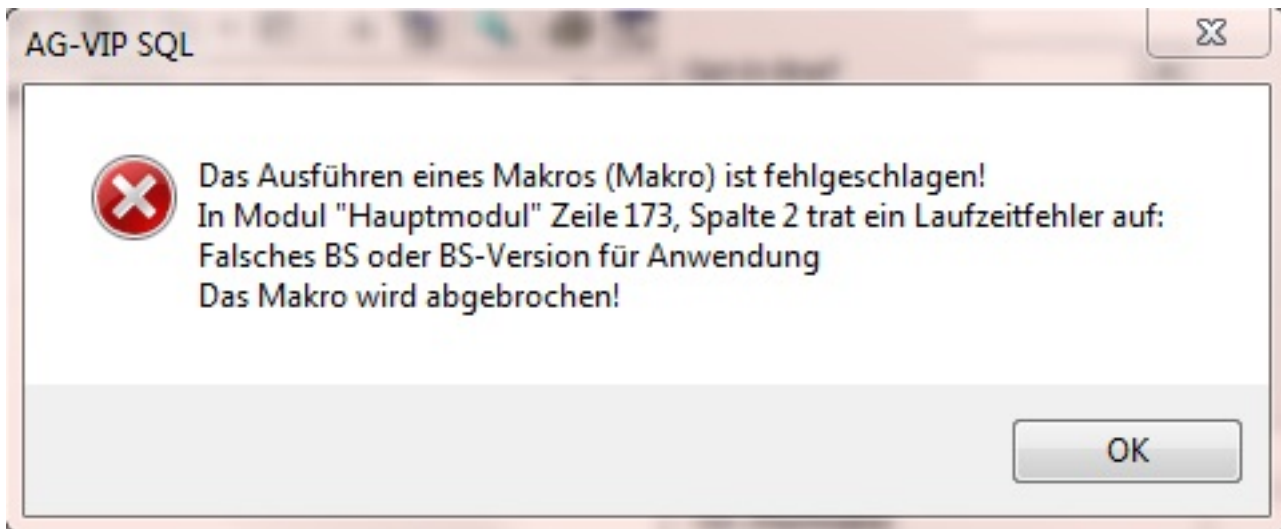 AG-VIP SQL
Das Ausführen eines Makros (Makro) ist fehlgeschlagen!
In Modul "Hauptmodul" Zeile 173, Spalte 2 trat ein Laufzeitfehler auf:
Falsches BS oder BS-Version für Anwendung
Das Makro wird abgebrochen!
OK